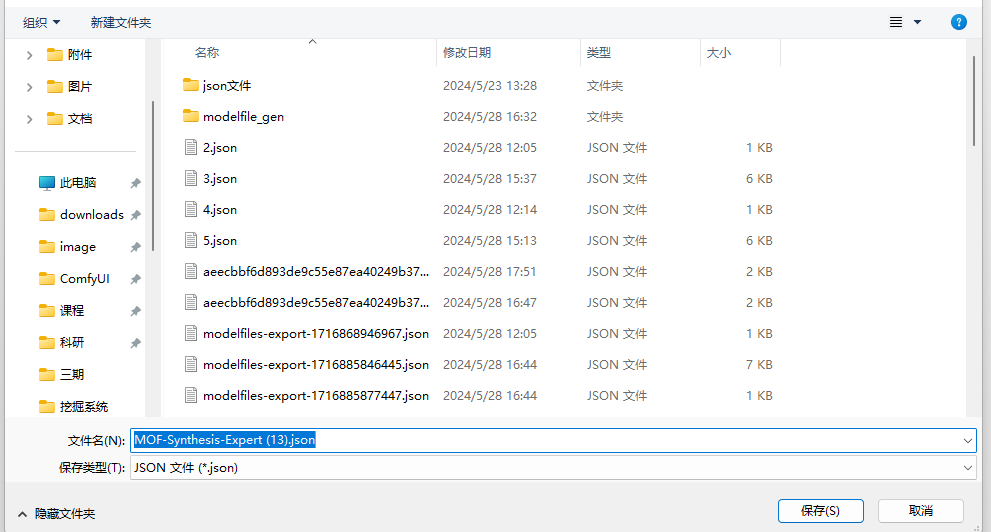 组织 新建文件夹 ?
附件
图片
文档
此电脑
downloads
image
ComfyUI
课程
科研
三期
挖掘系统
名称 修改日期 类型 大小
json文件 2024/5/23 13:28 文件夹
modelfile_gen 2024/5/28 16:32 文件夹
2.json 2024/5/28 12:05 JSON 文件 1 KB
3.json 2024/5/28 15:37 JSON 文件 6 KB
4.json 2024/5/28 12:14 JSON 文件 1 KB
5.json 2024/5/28 15:13 JSON 文件 6 KB
aeecbbf6d893de9c55e87ea40249b37... 2024/5/28 17:51 JSON 文件 2 KB
aeecbbf6d893de9c55e87ea40249b37... 2024/5/28 16:47 JSON 文件 2 KB
modelfiles-export-1716868946967.json 2024/5/28 12:05 JSON 文件 1 KB
modelfiles-export-1716885846445.json 2024/5/28 16:44 JSON 文件 7 KB
modelfiles-export-1716885877447.json 2024/5/28 16:44 JSON 文件 1 KB
文件名(N): MOF-Synthesis-Expert (13).json
保存类型(T): JSON 文件 (*.json)
隐藏文件夹 保存(S) 取消